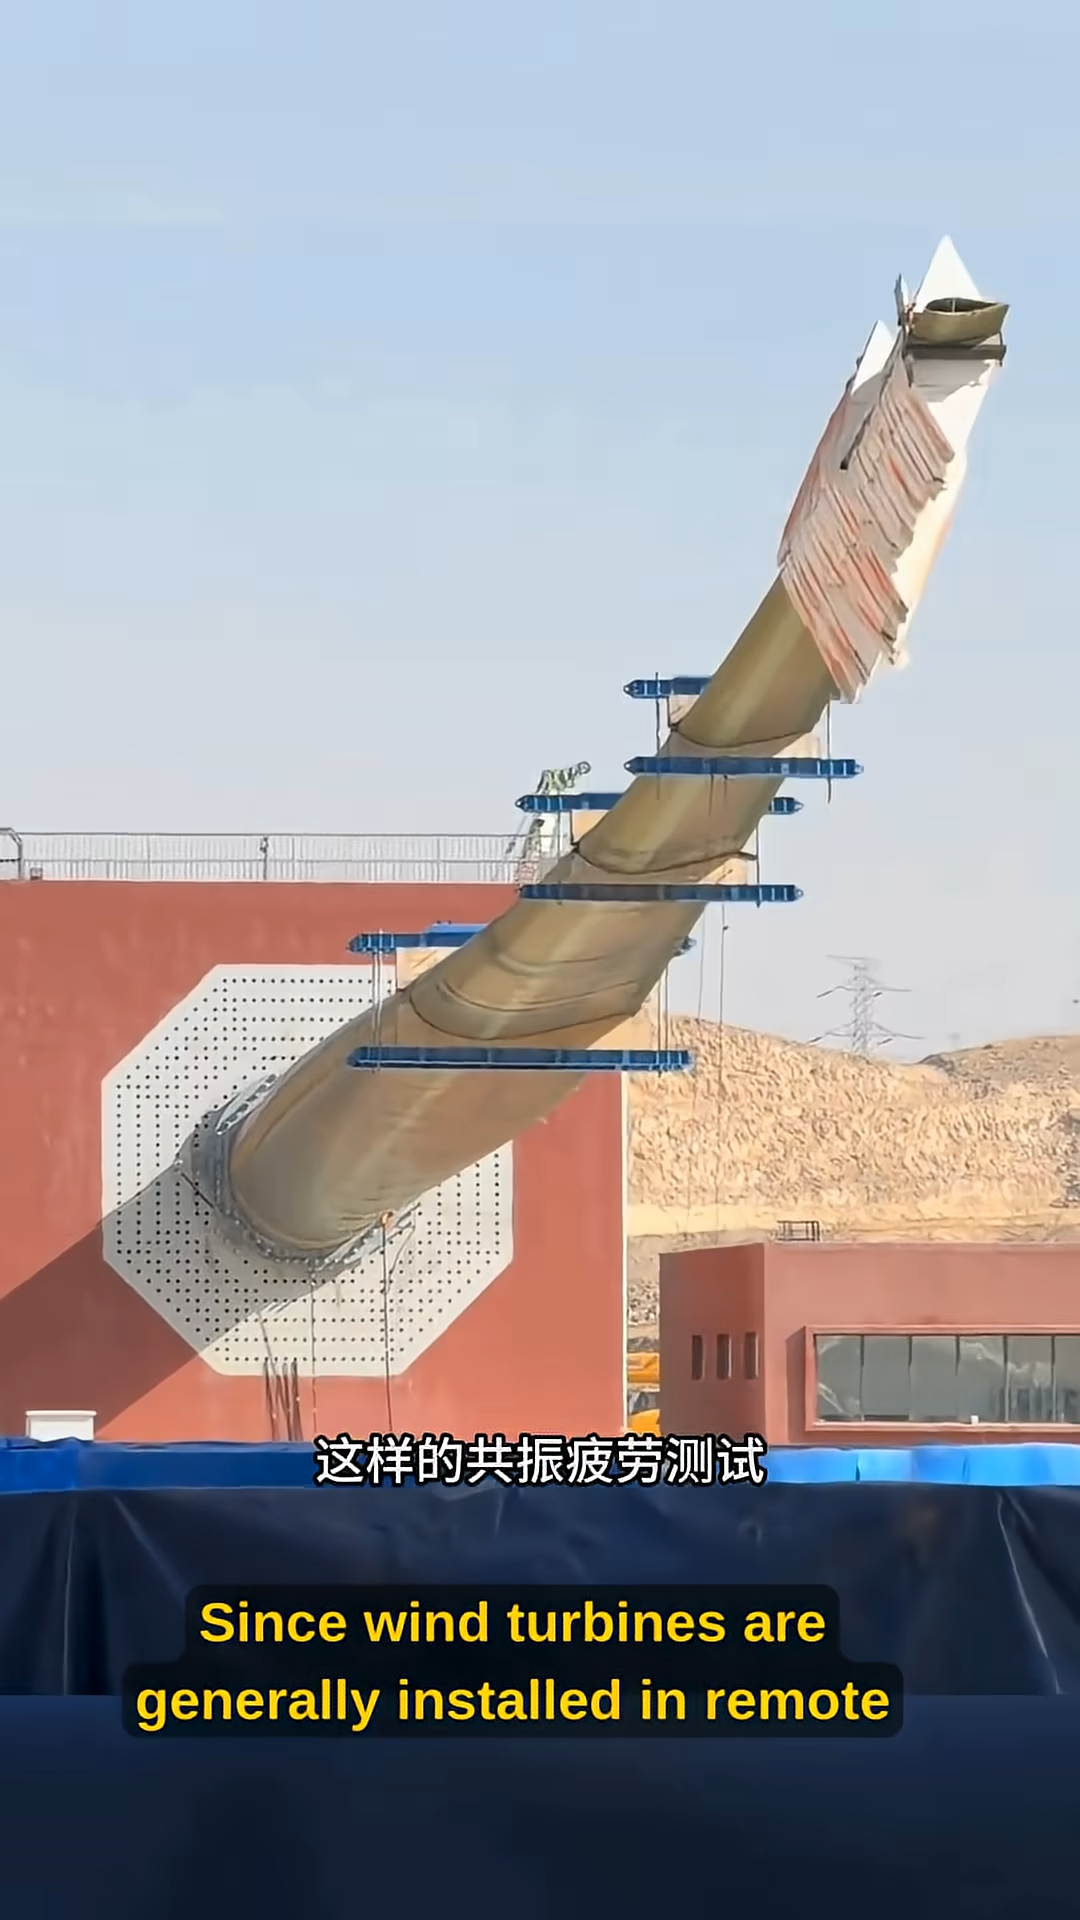 这样的共振疲劳测试
Since wind turbines are
generally installed in remote